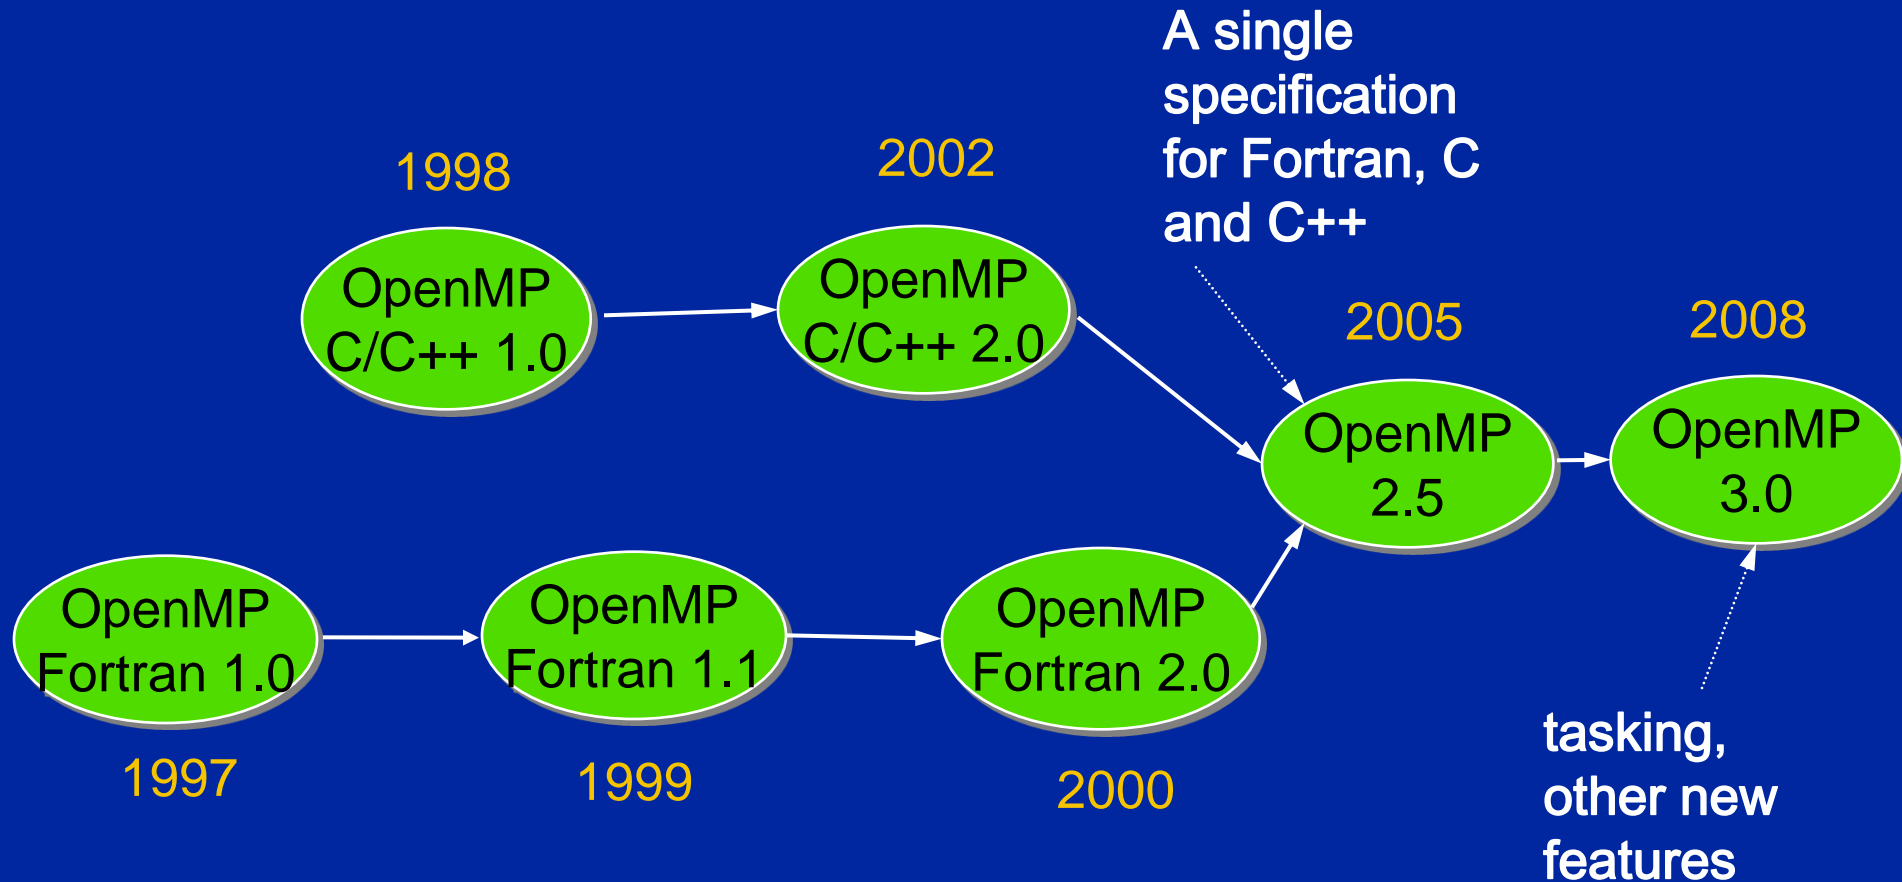 A single
specification
for Fortran, C
and C++
1998
2002
OpenMP
C/C++ 1.0
OpenMP
C/C++ 2.0
2005
2008
OpenMP
2.5
OpenMP
3.0
OpenMP
Fortran 1.0
OpenMP
Fortran 1.1
OpenMP
Fortran 2.0
1997
1999
2000
tasking,
other new
features